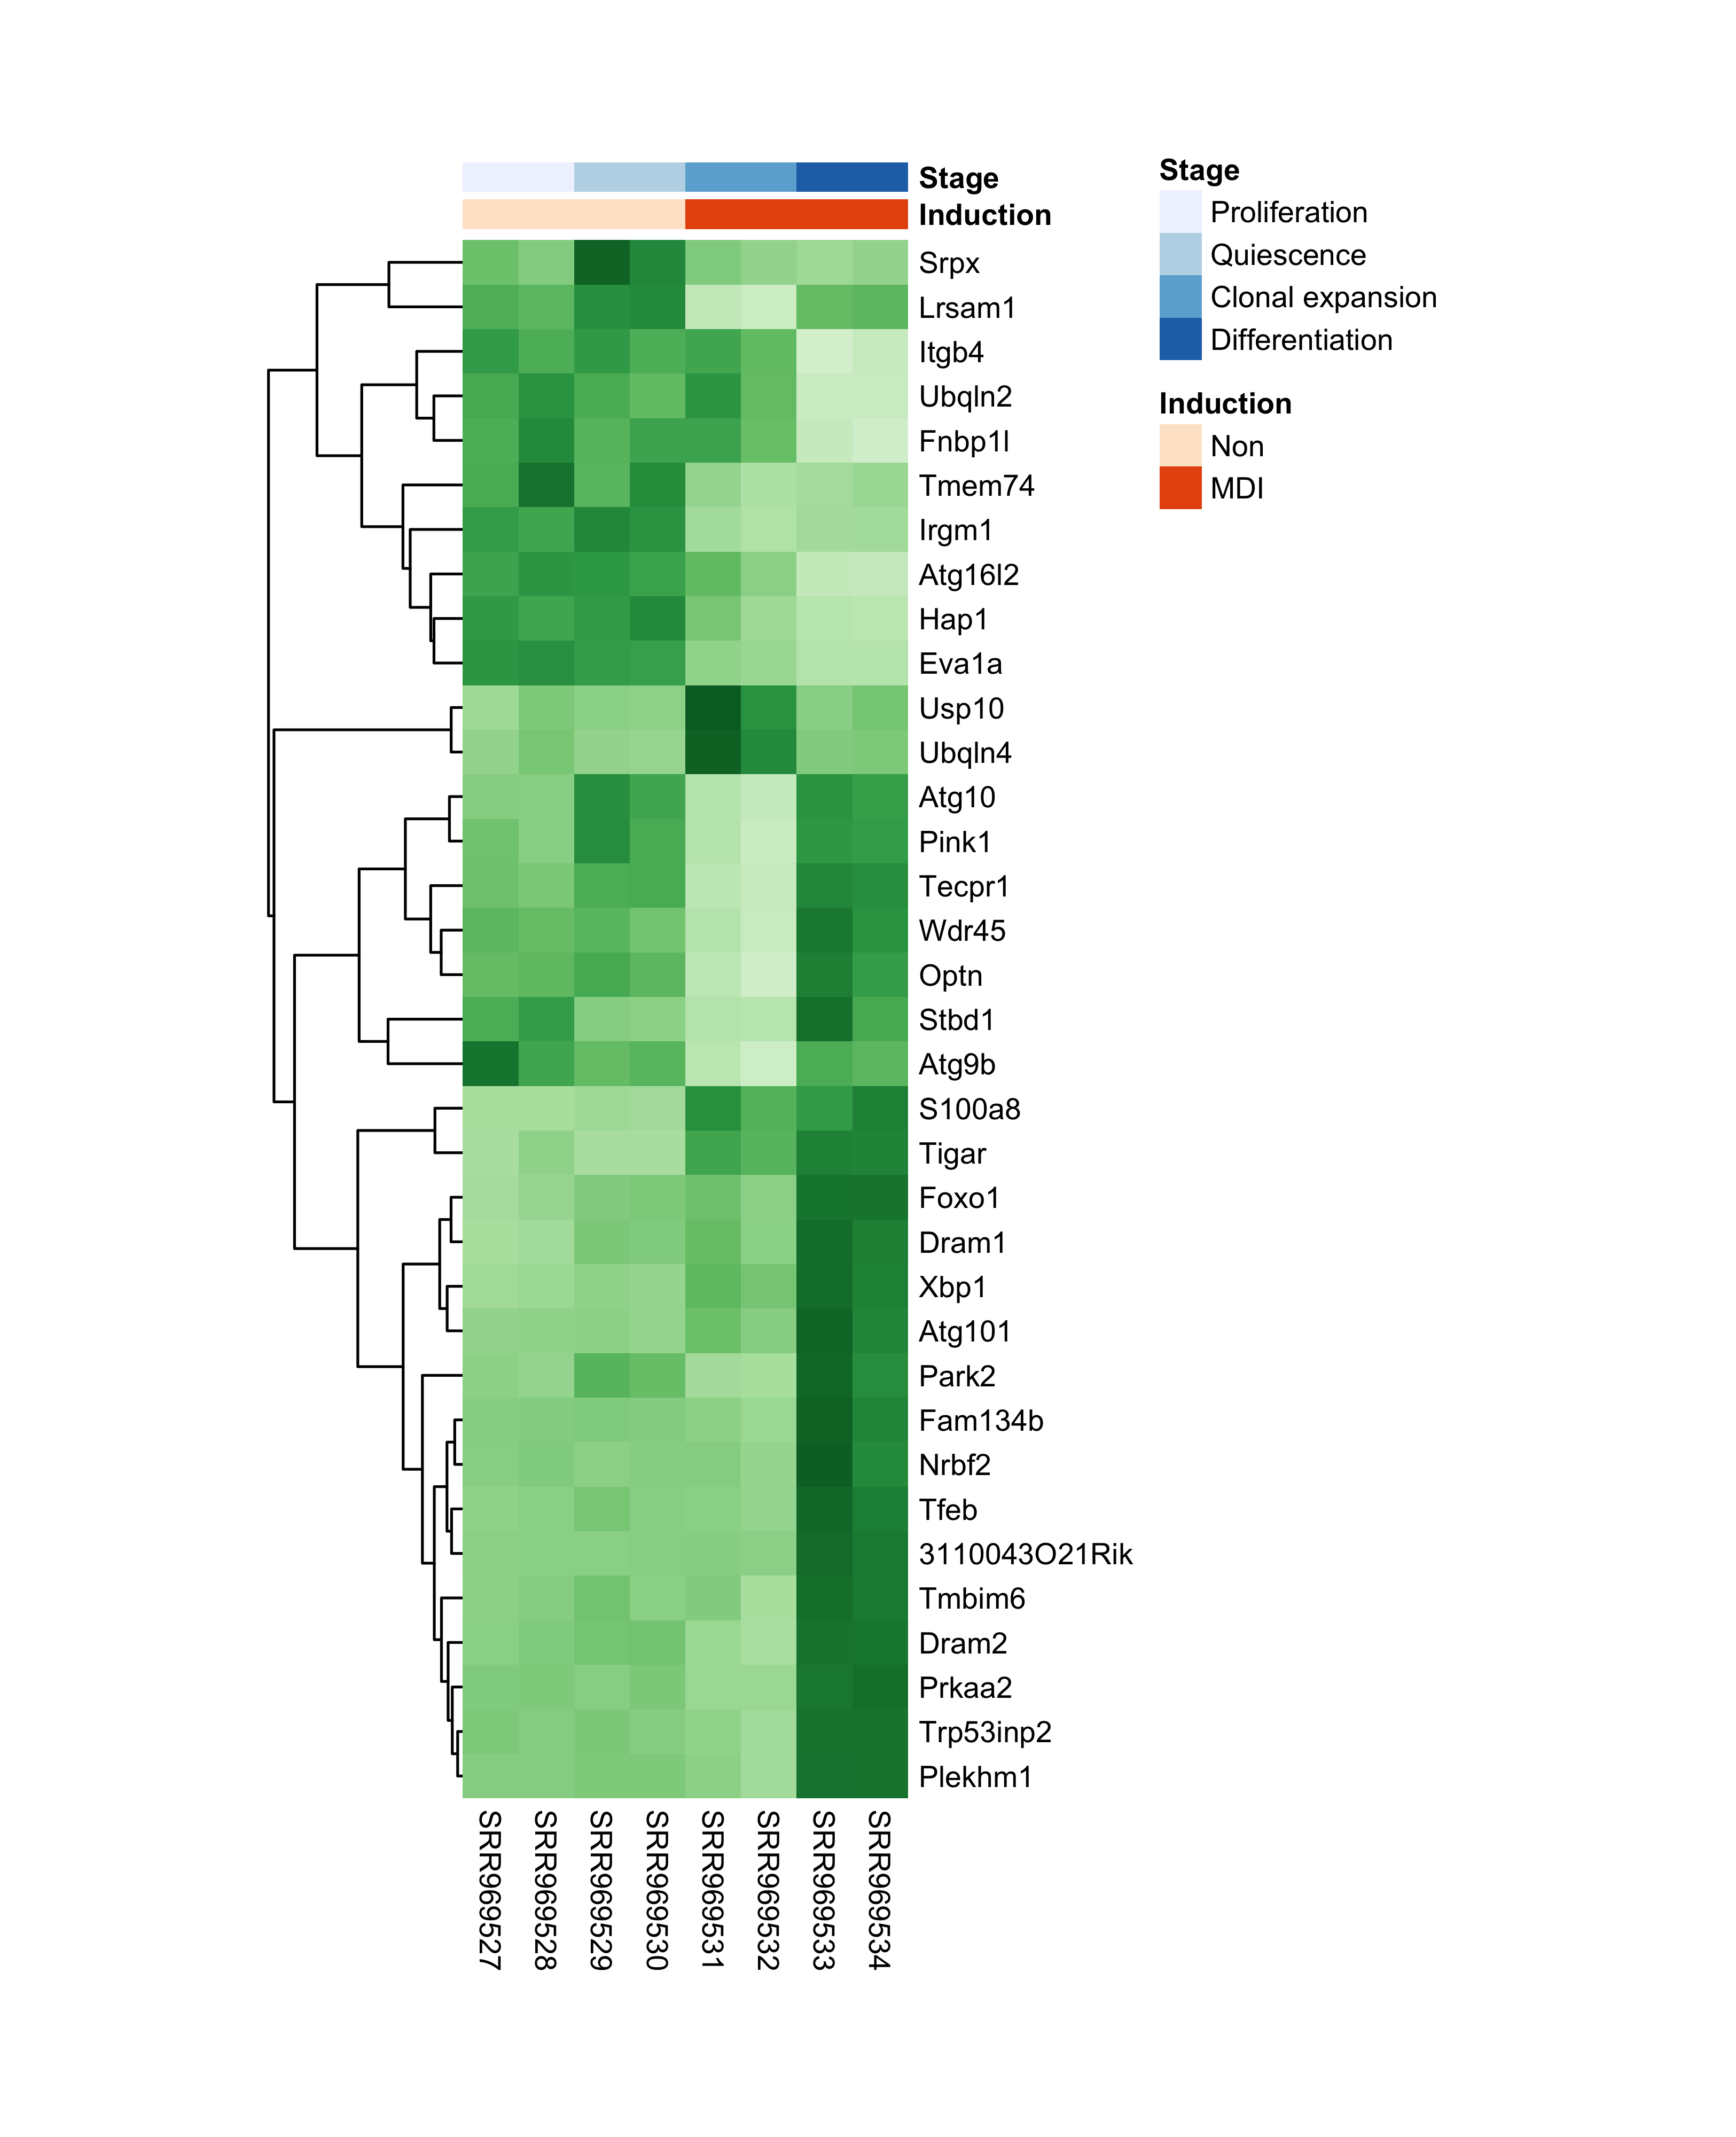 Stage
Induction
Srpx
Lrsam1
Itgb4
Ubqln2
Fnbp1l
Tmem74
Irgm1
Atg16l2
Hap1
Eva1a
Usp10
Ubqln4
Atg10
Pink1
Tecpr1
Wdr45
Optn
Stbd1
Atg9b
S100a8
Tigar
Foxo1
Dram1
Xbp1
Atg101
Park2
Fam134b
Nrbf2
Tfeb
3110043O21Rik
Tmbim6
Dram2
Prkaa2
Trp53inp2
Plekhm1
SRR969527
SRR969528
SRR969529
SRR969530
SRR969531
SRR969532
SRR969533
SRR969534
Stage
Proliferation
Quiescence
Clonal expansion
Differentiation
Induction
Non
MDI